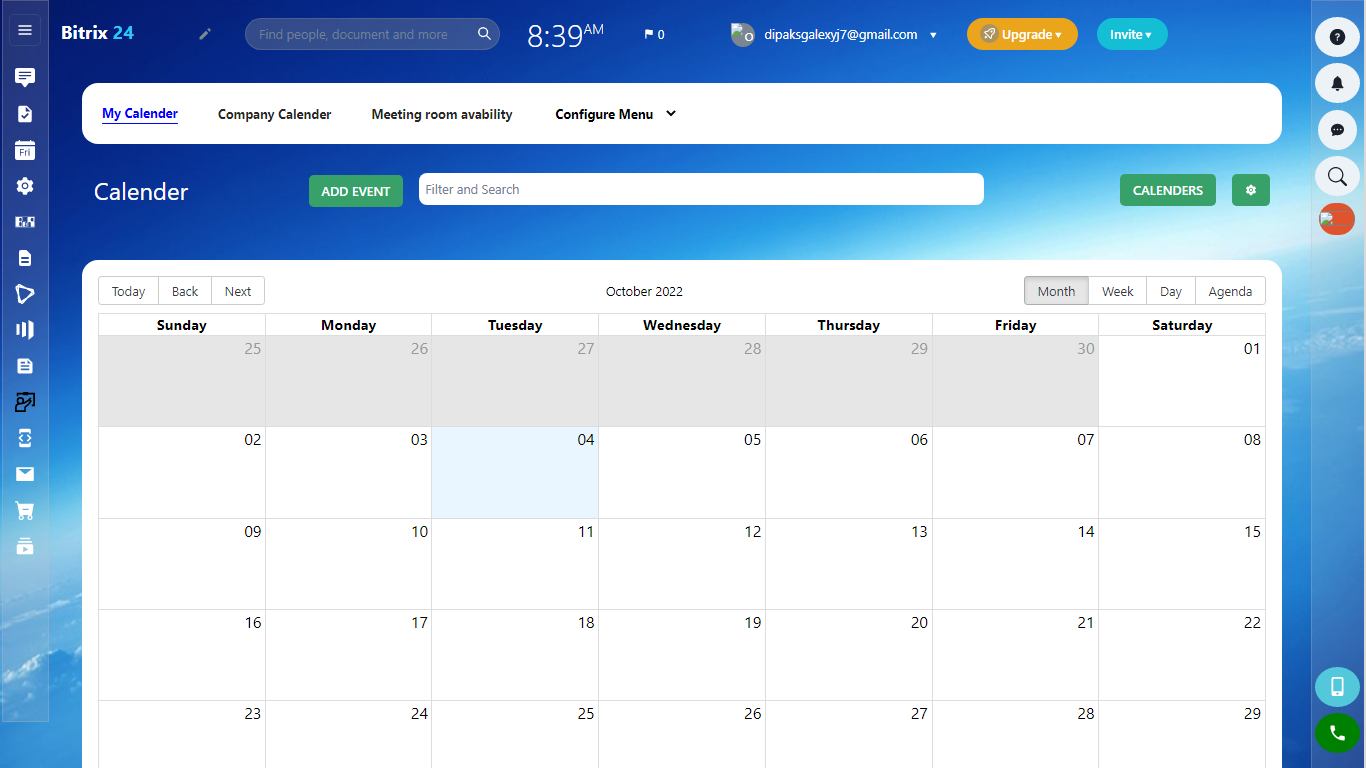 Bitrix 24
Find people, document and more
8:39 AM
0
dipaksgalexyj7@gmail.com
Upgrade
Invite
My Calender
Company Calender
Meeting room avability
Configure Menu
Fri
Calender
ADD EVENT
Filter and Search
CALENDERS
Today Back Next
October 2022
Month Week Day Agenda
Sunday Monday Tuesday Wednesday Thursday Friday Saturday
25 26 27 28 29 30 01
02 03 04 05 06 07 08
09 10 11 12 13 14 15
16 17 18 19 20 21 22
23 24 25 26 27 28 29